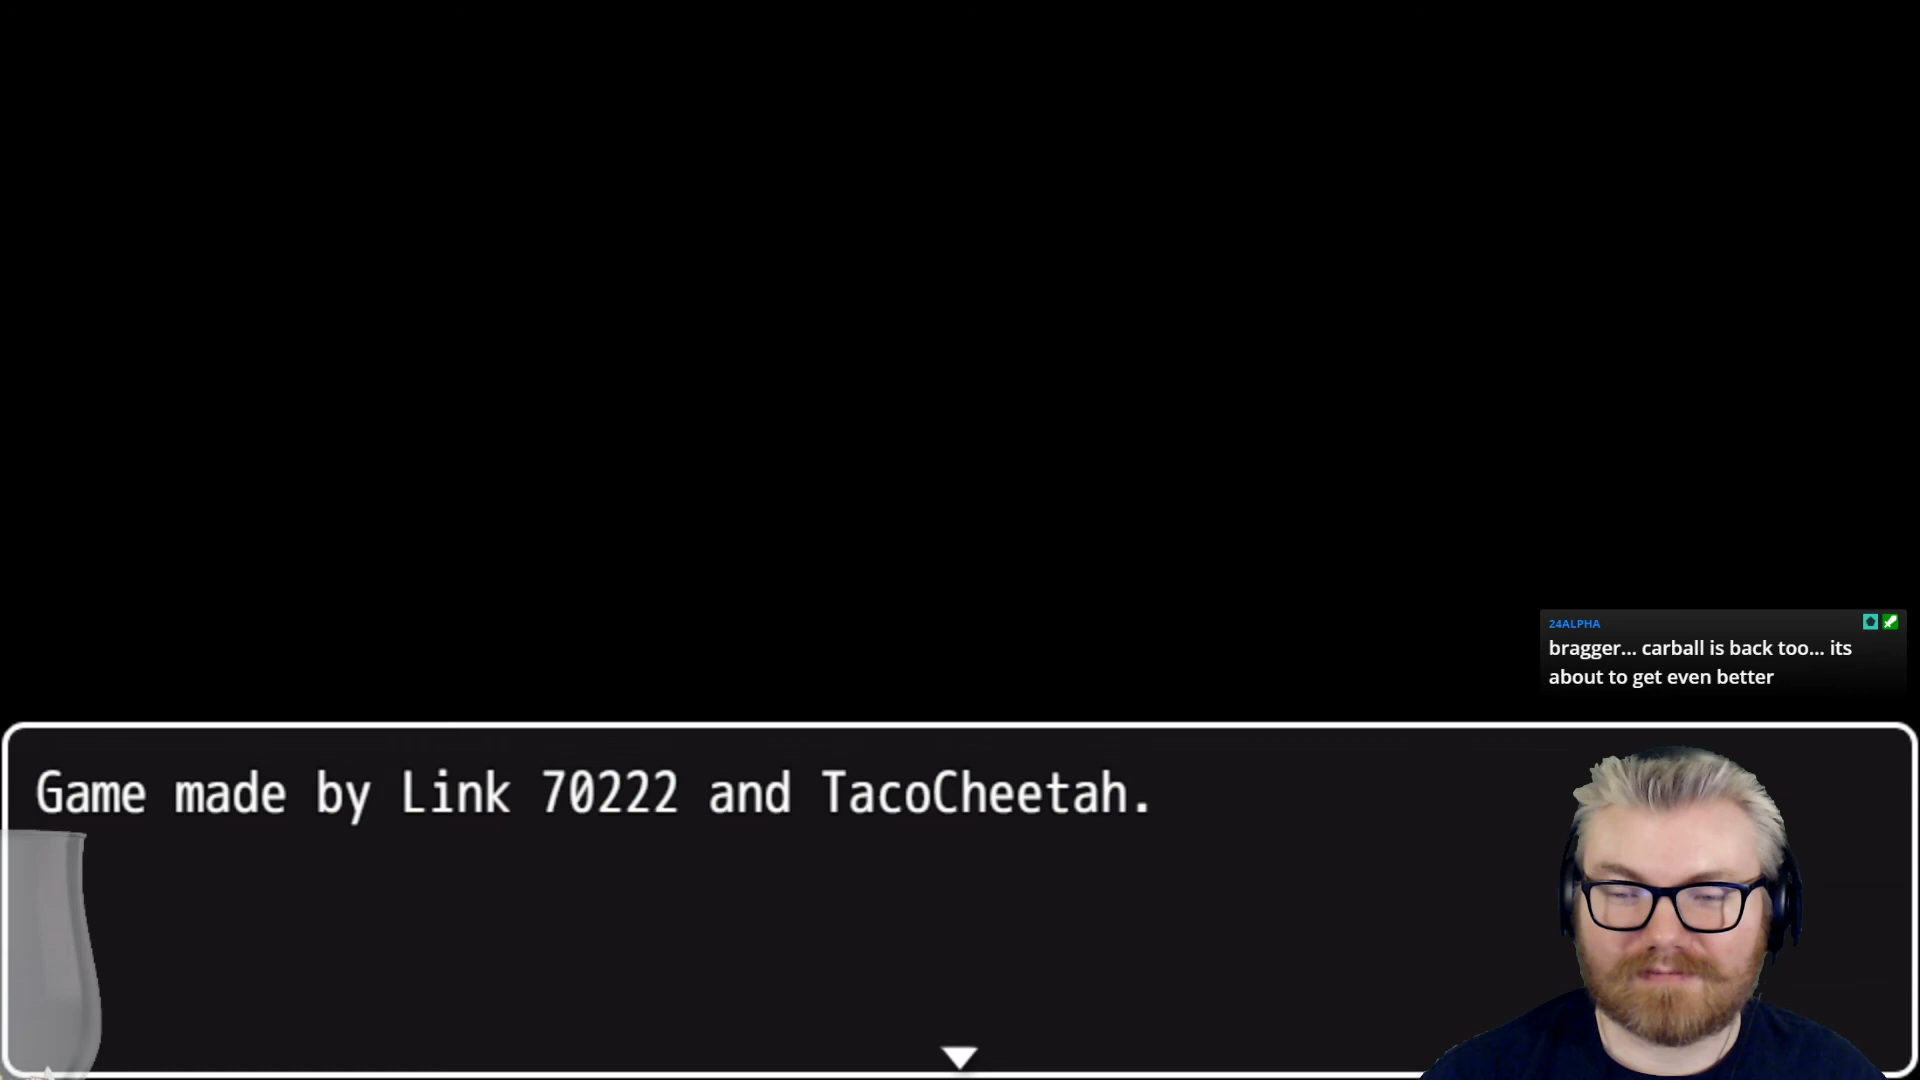 24ALPHA
bragger... carball is back too... its
about to get even better
Game made by Link 70222 and TacoCheetah.